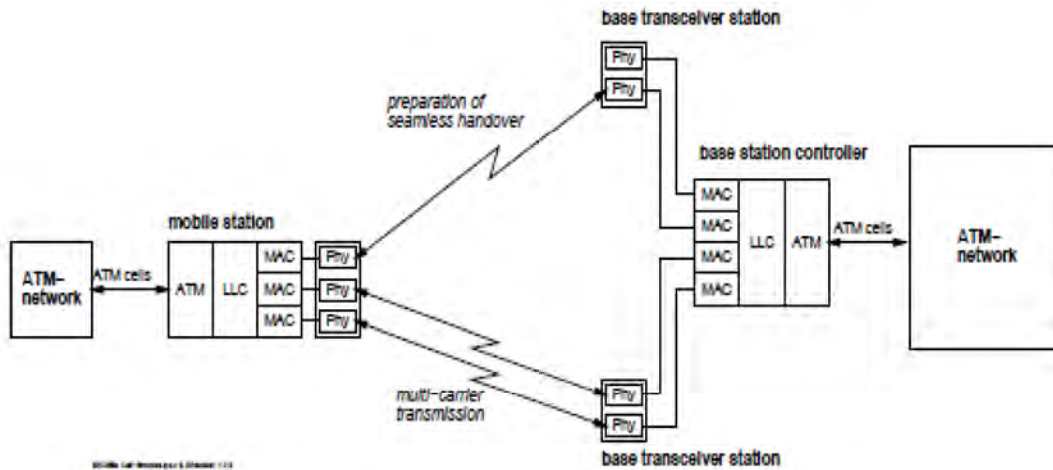 base transceiver station
Phy
Phy
preparation of
seamless handover
base station controller
mobile station
MAC
MAC
MAC
MAC
LLC
ATM
ATM cells
ATM-
network
ATM-
network
ATM cells
ATM
LLC
MAC
MAC
MAC
Phy
Phy
Phy
multi-carrier
transmission
Phy
Phy
base transceiver station